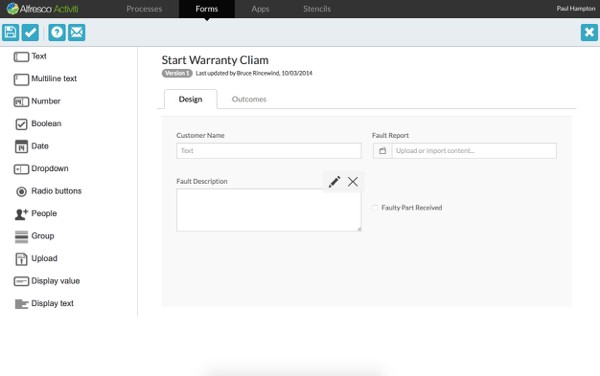 Alfresco Activiti
Processes
Forms
Apps
Stencils
Paul Hampton
Text
Multiline text
Number
Boolean
Date
Dropdown
Radio buttons
People
Group
Upload
Display value
Display text
Start Warranty Cliam
Version 1 Last updated by Bruce Rincewind, 10/03/2014
Design
Outcomes
Customer Name
Text
Fault Report
Upload or import content...
Fault Description
Faulty Part Received